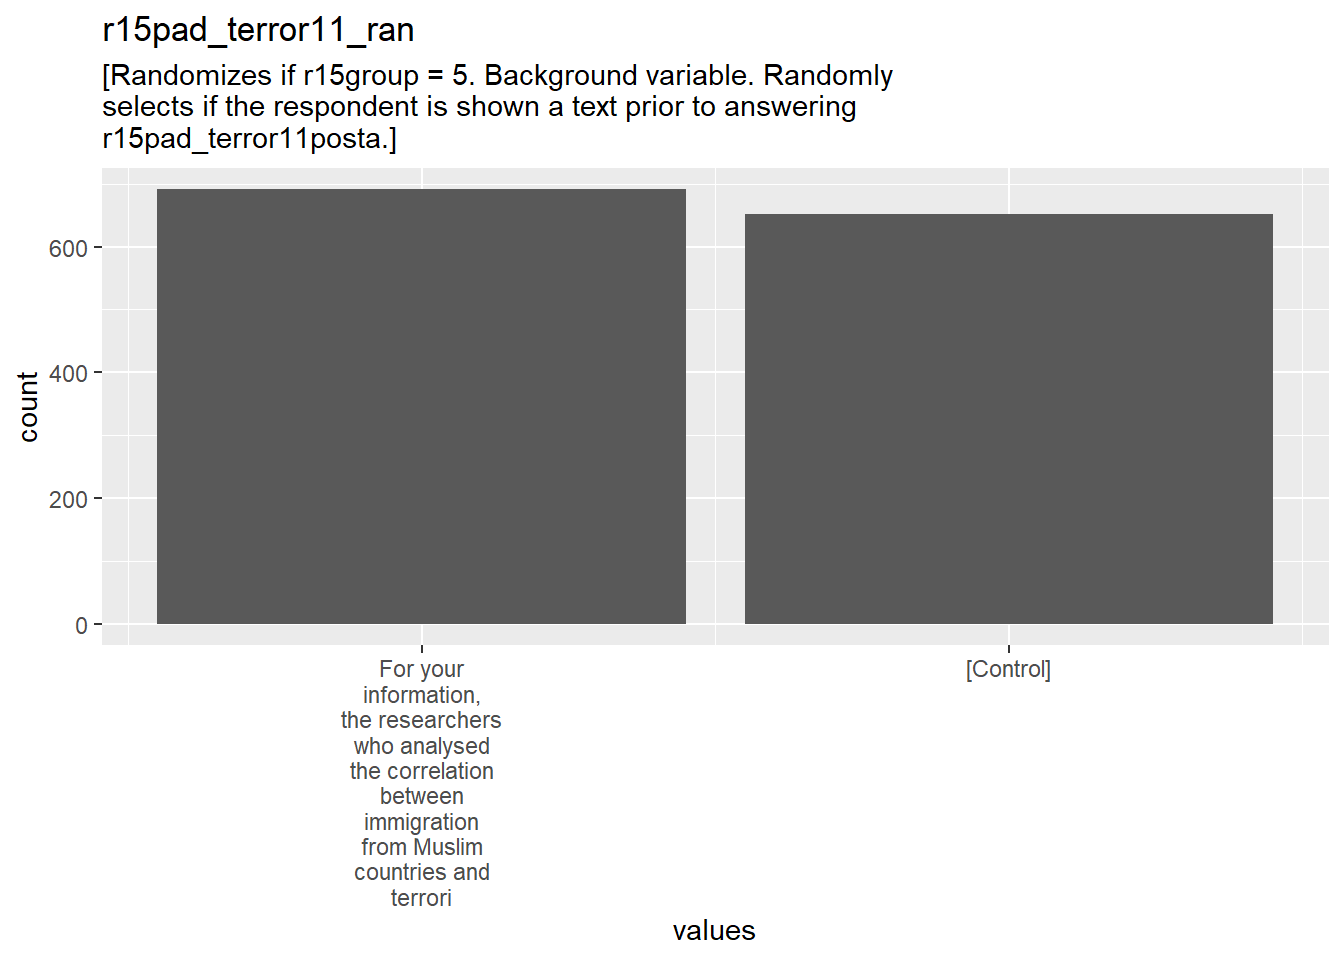 r15pad_terror11_ran
[Randomizes if r15group = 5. Background variable. Randomly
selects if the respondent is shown a text prior to answering
r15pad_terror11posta.]
count
600
400
200
0
For your
information,
the researchers
who analysed
the correlation
between
immigration
from Muslim
countries and
terrori
[Control]
values